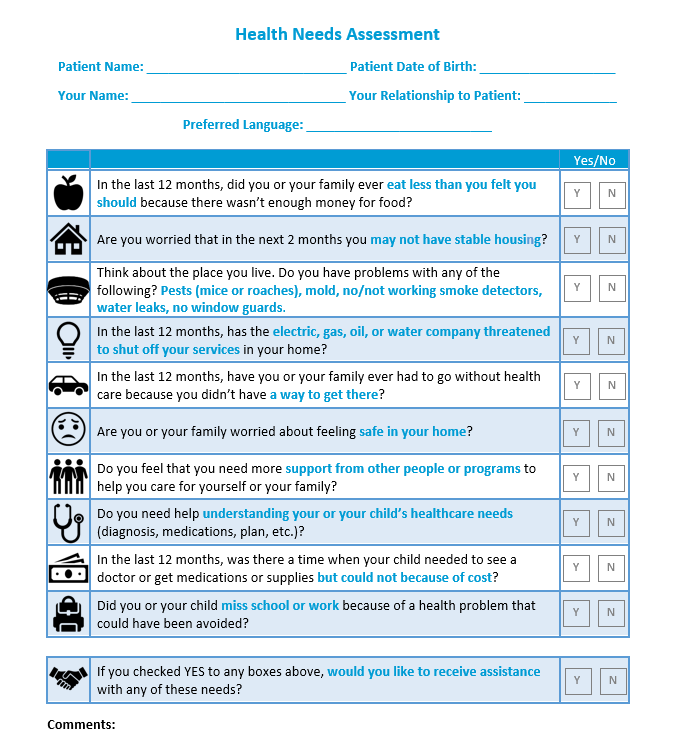 Health Needs Assessment
Patient Name: ______________________________ Patient Date of Birth: ____________________
Your Name: ________________________________ Your Relationship to Patient: ______________
Preferred Language: ____________________________
Yes/No
In the last 12 months, did you or your family ever eat less than you felt you
should because there wasn't enough money for food?
Y N
Are you worried that in the next 2 months you may not have stable housing?
Y N
Think about the place you live. Do you have problems with any of the
following? Pests (mice or roaches), mold, no/not working smoke detectors,
water leaks, no window guards.
Y N
In the last 12 months, has the electric, gas, oil, or water company threatened
to shut off your services in your home?
Y N
In the last 12 months, have you or your family ever had to go without health
care because you didn't have a way to get there?
Y N
Are you or your family worried about feeling safe in your home?
Y N
Do you feel that you need more support from other people or programs to
help you care for yourself or your family?
Y N
Do you need help understanding your or your child's healthcare needs
(diagnosis, medications, plan, etc.)?
Y N
In the last 12 months, was there a time when your child needed to see a
doctor or get medications or supplies but could not because of cost?
Y N
Did you or your child miss school or work because of a health problem that
could have been avoided?
Y N
If you checked YES to any boxes above, would you like to receive assistance
with any of these needs?
Y N
Comments: